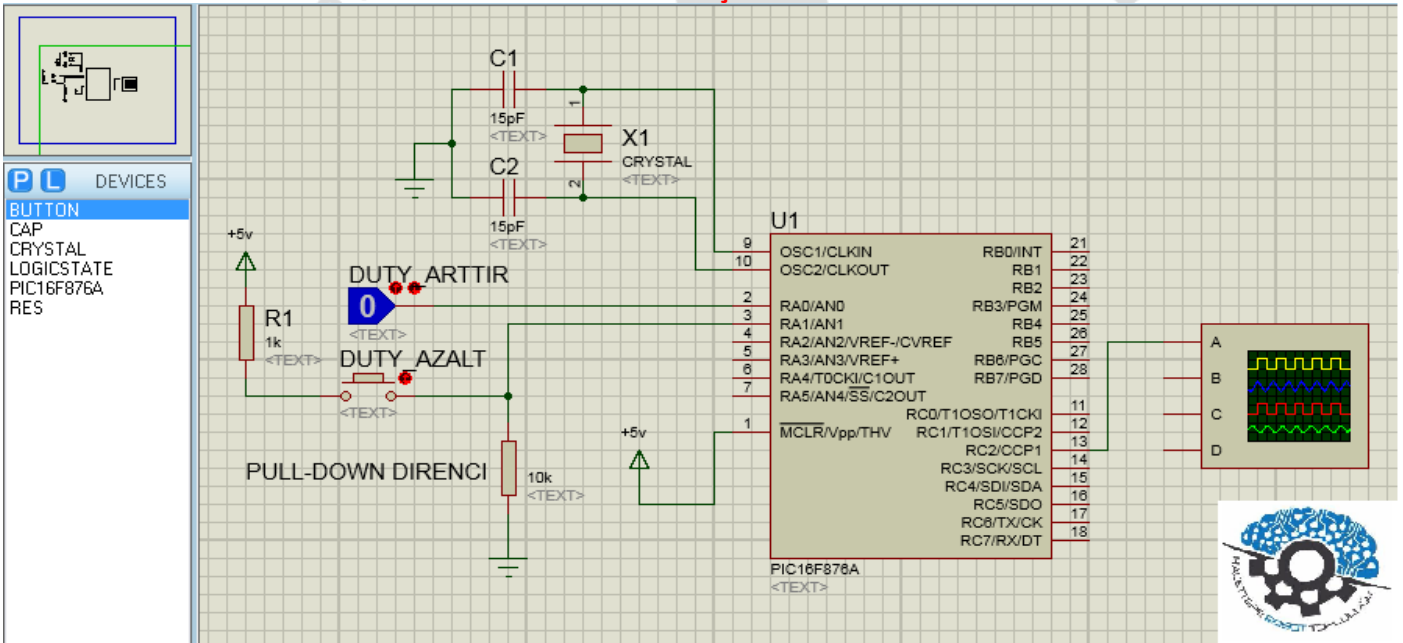 P L DEVICES
BUTTON
CAP
CRYSTAL
LOGICSTATE
PIC16F876A
RES
C1
15pF
<TEXT>
1
X1
CRYSTAL
<TEXT>
2
C2
15pF
<TEXT>
+5v
R1
1k
<TEXT>
DUTY_ARTTIR
0
<TEXT>
DUTY_AZALT
<TEXT>
PULL-DOWN DIRENCI
10k
<TEXT>
+5v
U1
9 OSC1/CLKIN
10 OSC2/CLKOUT
2 RA0/AN0
3 RA1/AN1
4 RA2/AN2/VREF-/CVREF
5 RA3/AN3/VREF+
6 RA4/T0CKI/C1OUT
7 RA5/AN4/SS/C2OUT
1 MCLR/Vpp/THV
RB0/INT 21
RB1 22
RB2 23
RB3/PGM 24
RB4 25
RB5 26
RB6/PGC 27
RB7/PGD 28
RC0/T1OSO/T1CKI 11
RC1/T1OSI/CCP2 12
RC2/CCP1 13
RC3/SCK/SCL 14
RC4/SDI/SDA 15
RC5/SDO 16
RC6/TX/CK 17
RC7/RX/DT 18
PIC16F876A
<TEXT>
A
B
C
D